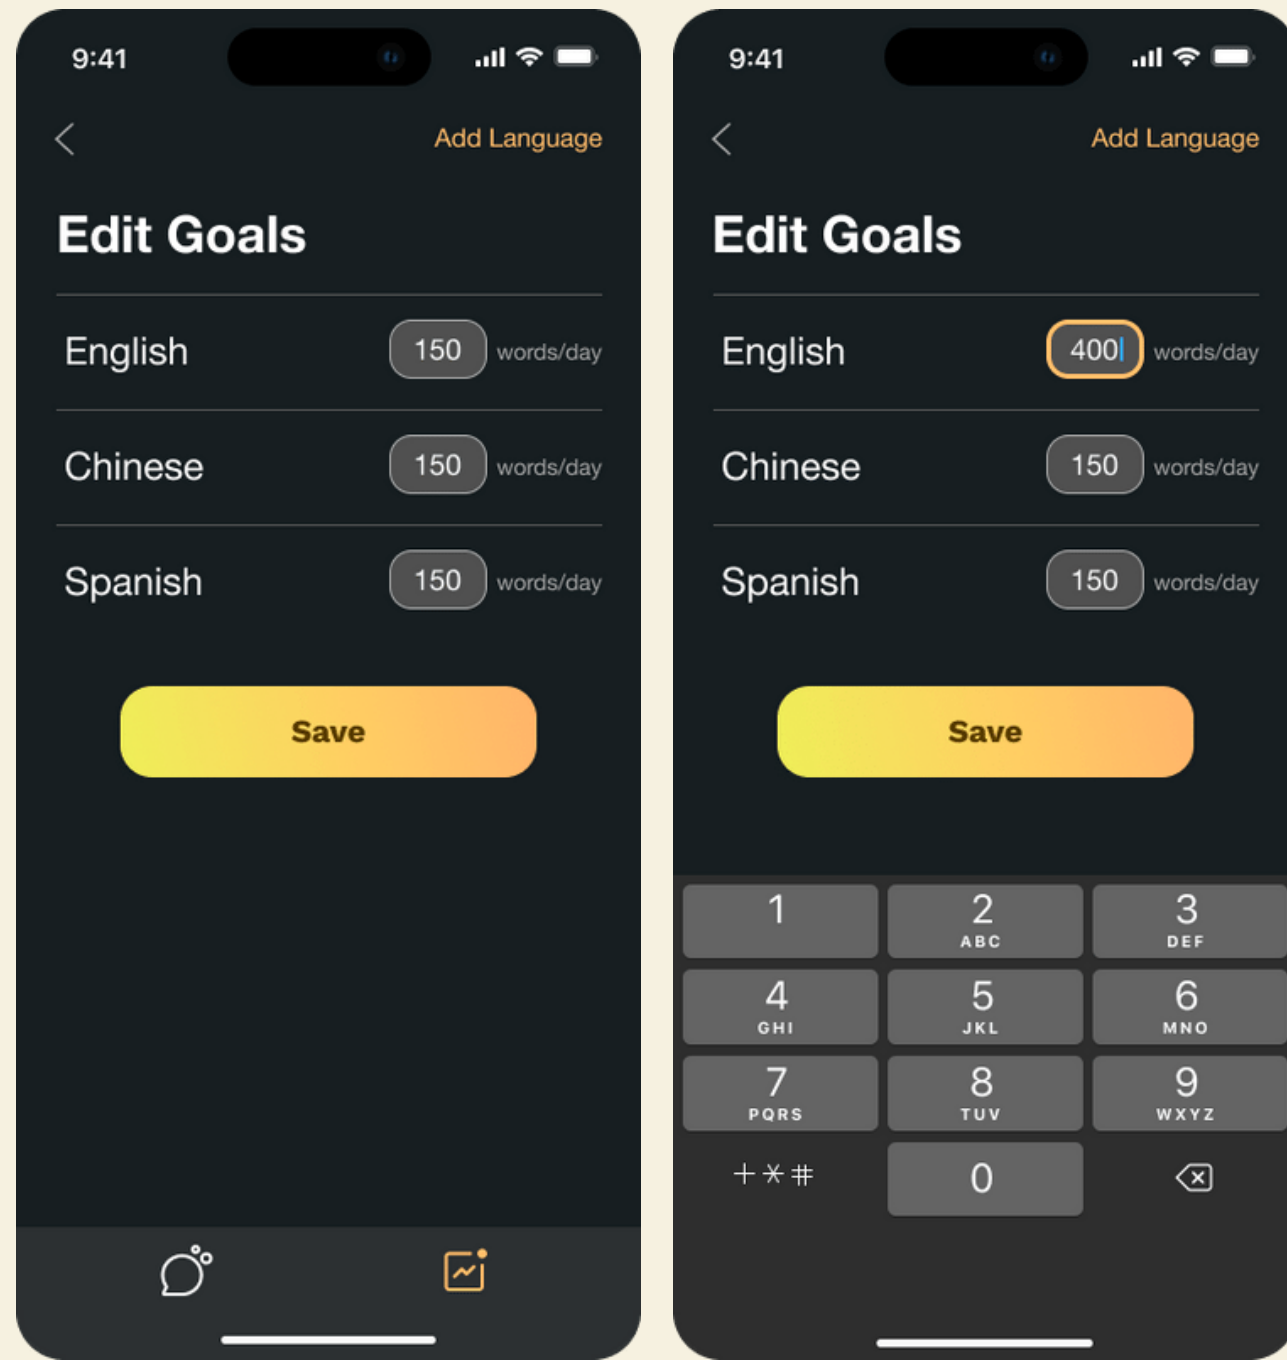 9:41
Add Language
Edit Goals
English 150 words/day
Chinese 150 words/day
Spanish 150 words/day
Save
9:41
Add Language
Edit Goals
English 400 words/day
Chinese 150 words/day
Spanish 150 words/day
Save
1 2 3
ABC DEF
4 5 6
GHI JKL MNO
7 8 9
PQRS TUV WXYZ
+*# 0